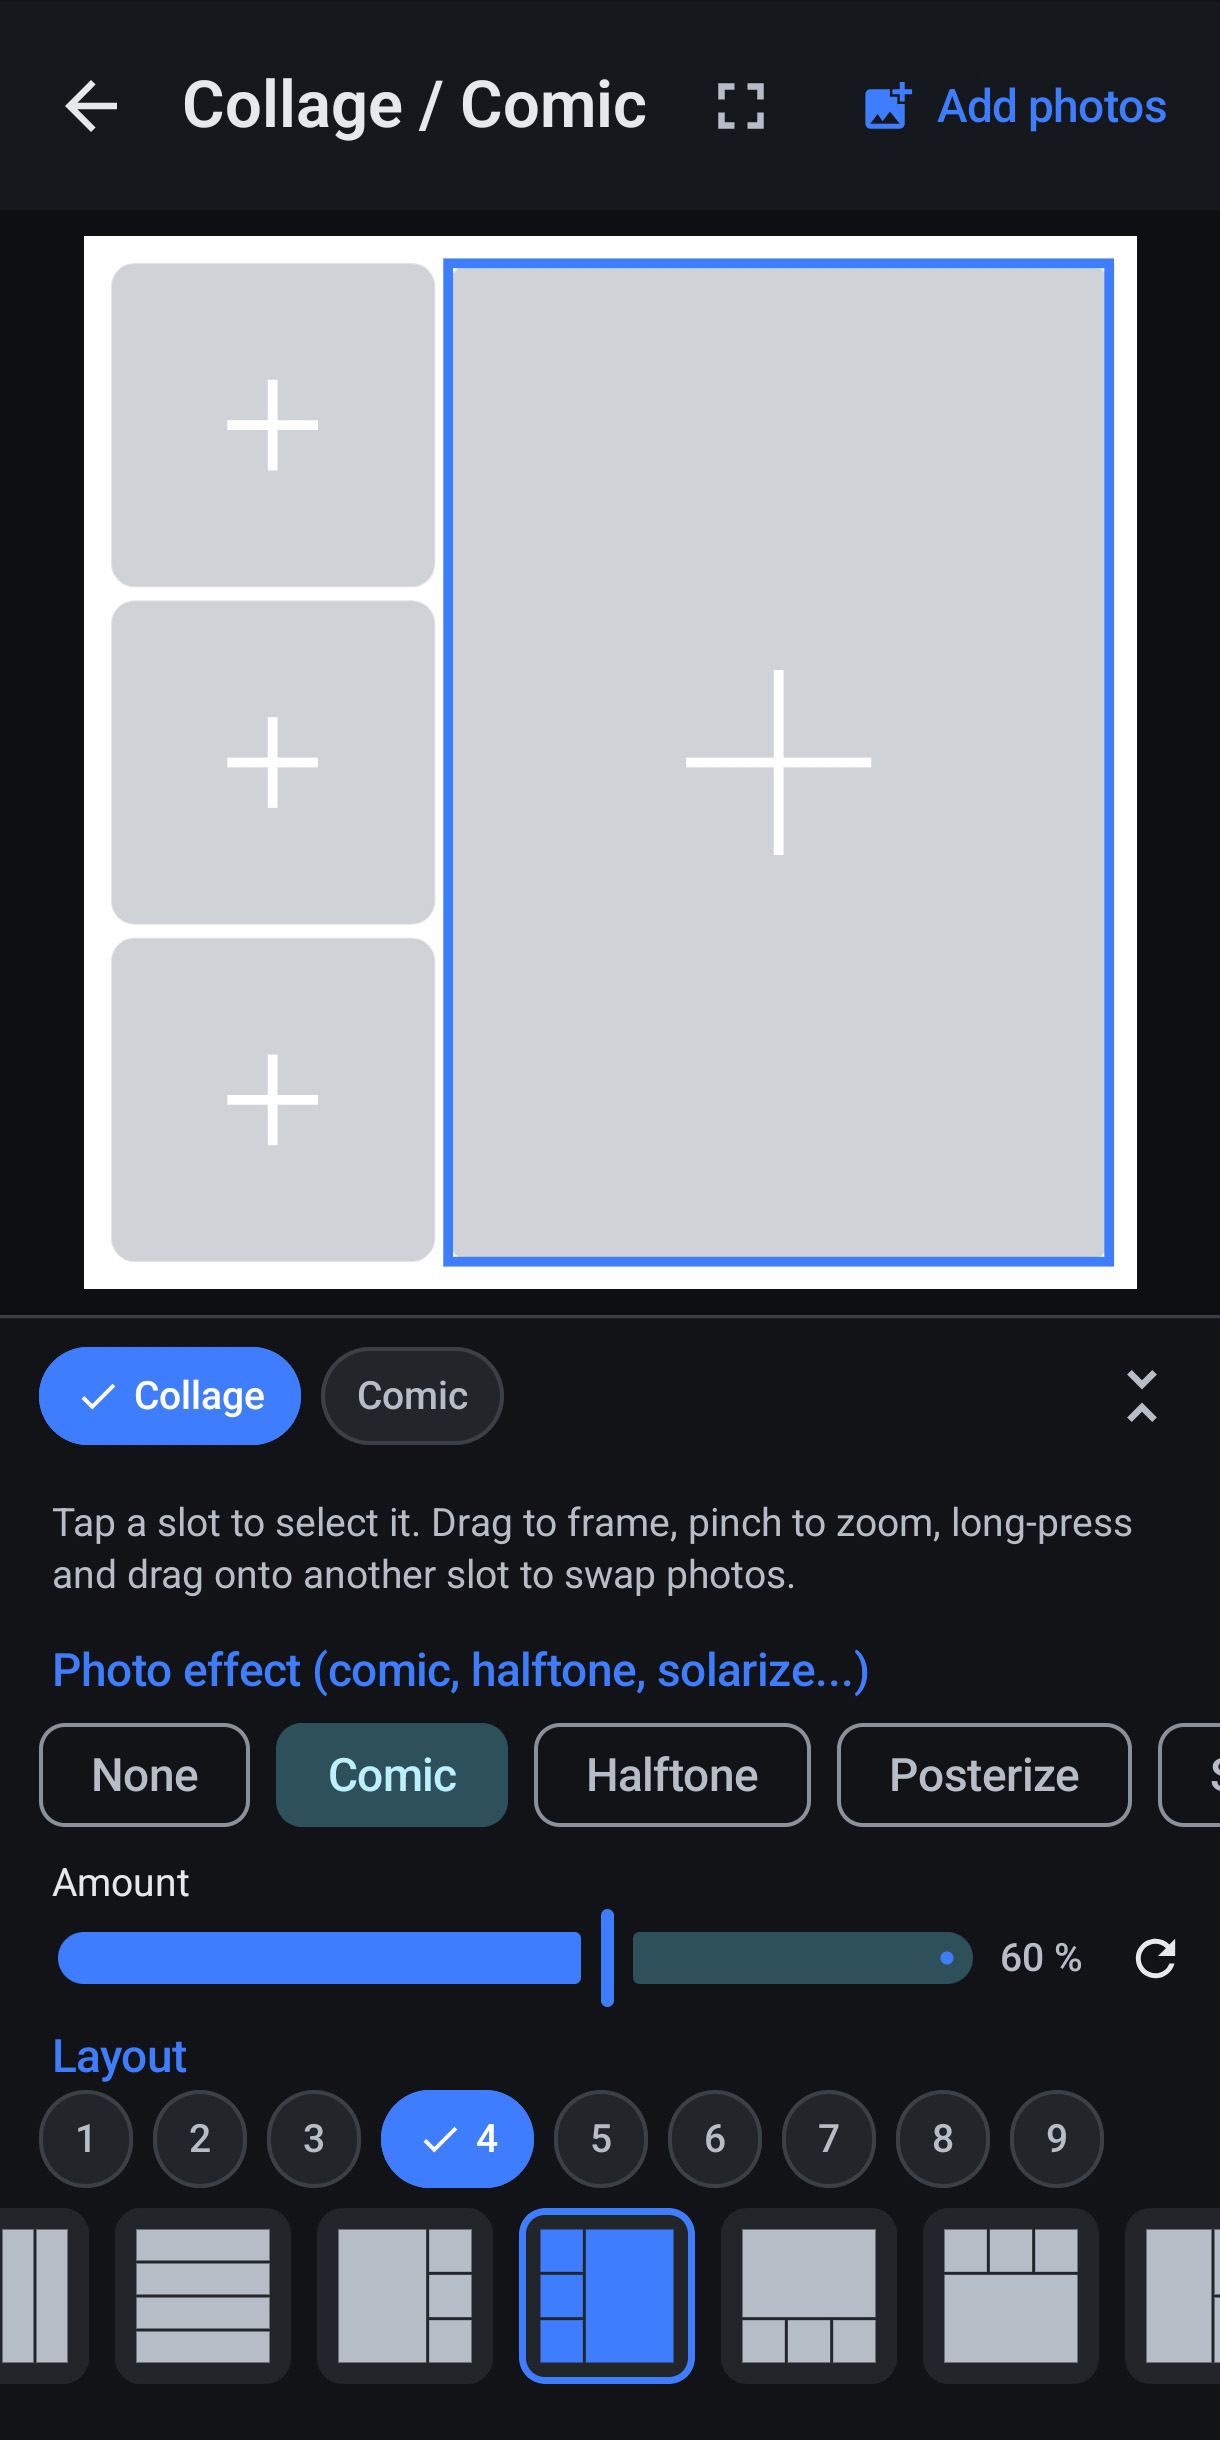 Collage / Comic
Add photos
Collage
Comic
Tap a slot to select it. Drag to frame, pinch to zoom, long-press
and drag onto another slot to swap photos.
Photo effect (comic, halftone, solarize...)
None
Comic
Halftone
Posterize
Amount
60 %
Layout
1
2
3
4
5
6
7
8
9